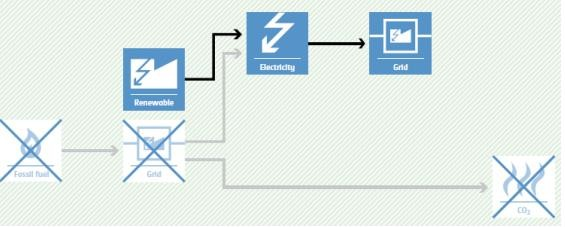 Electricity
Grid
Renewable
Fossil fuel
Grid
CO₂